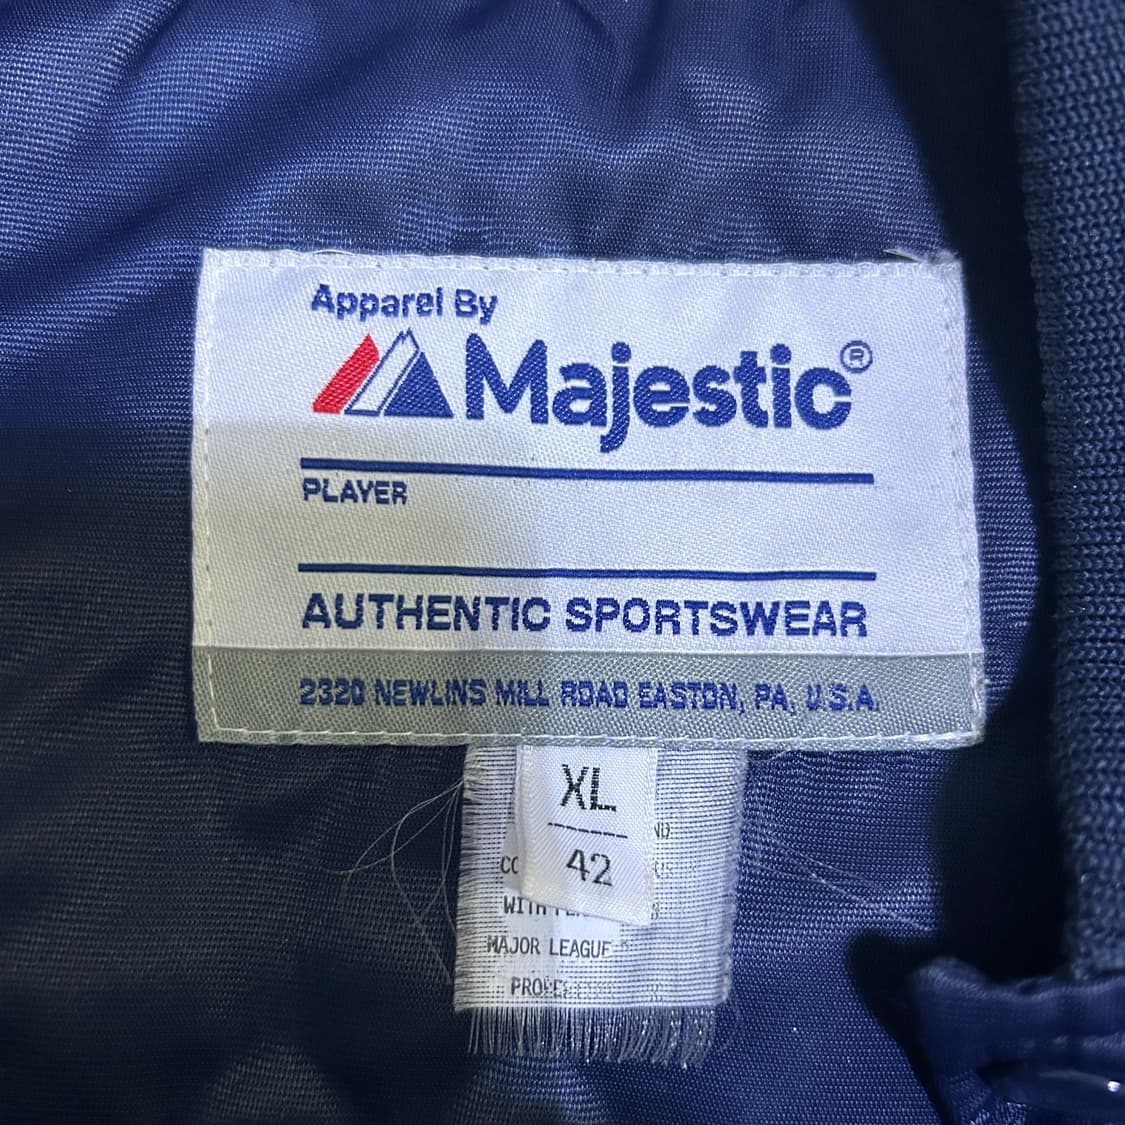 Apparel By
Majestic®
PLAYER
AUTHENTIC SPORTSWEAR
2320 NEWLINS MILL ROAD EASTON, PA, U.S.A.
XL
42
WITH
MAJOR LEAGUE